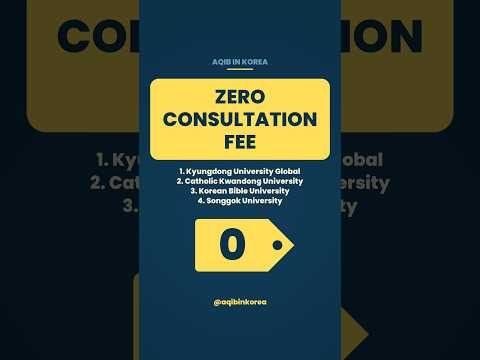 AQIB IN KOREA
ZERO
CONSULTATION
FEE
1. Kyungdong University Global
2. Catholic Kwandong University
3. Korean Bible University
4. Songgok University
0
@aqibinkorea